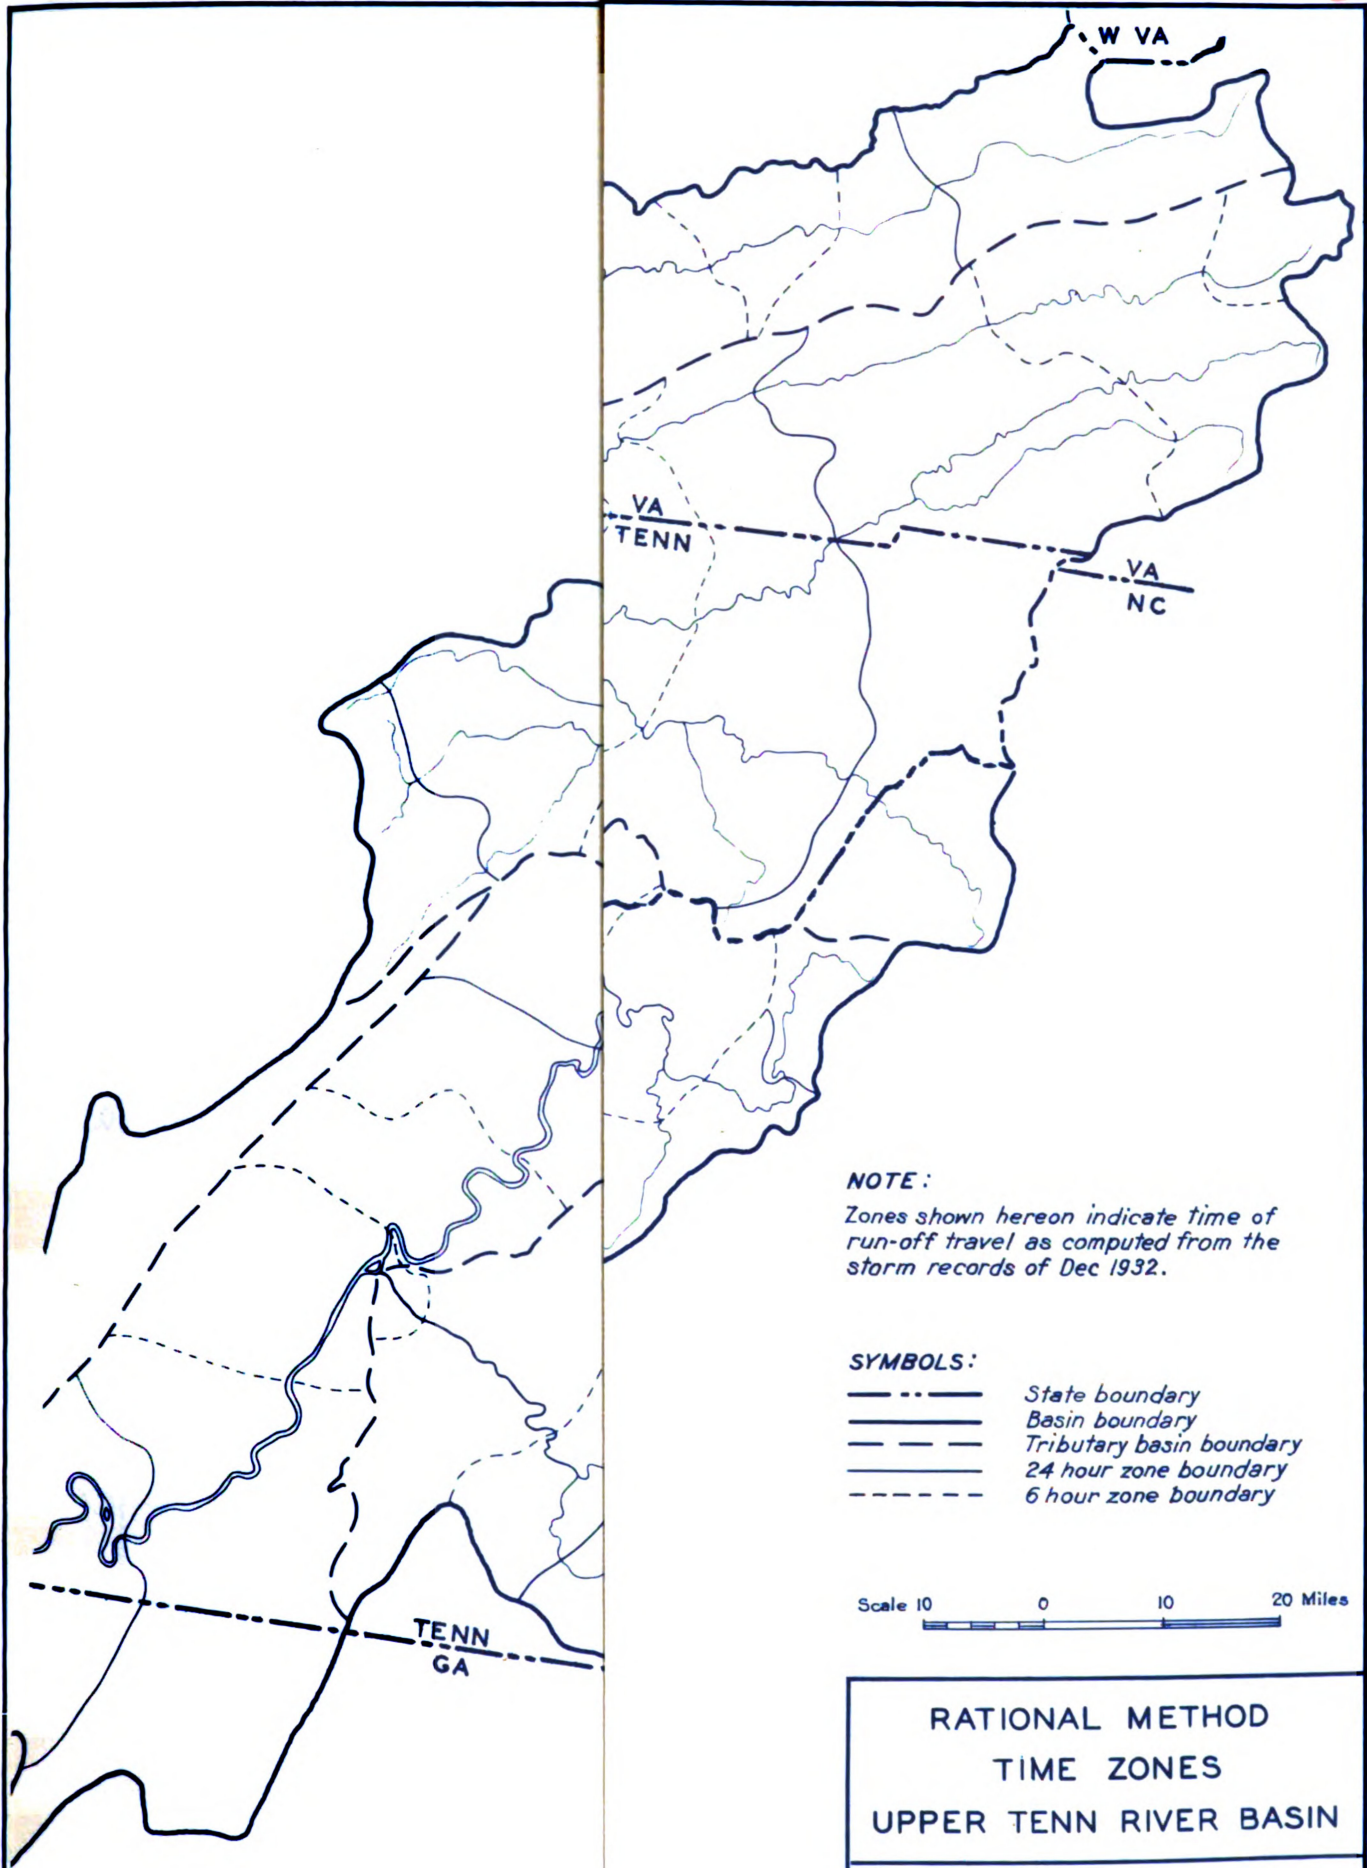 W VA
VA
TENN
VA
NC
NOTE:
Zones shown hereon indicate time of
run-off travel as computed from the
storm records of Dec 1932.
SYMBOLS:
State boundary
Basin boundary
Tributary basin boundary
24 hour zone boundary
6 hour zone boundary
Scale 10 0 10 20 Miles
TENN
GA
RATIONAL METHOD
TIME ZONES
UPPER TENN RIVER BASIN